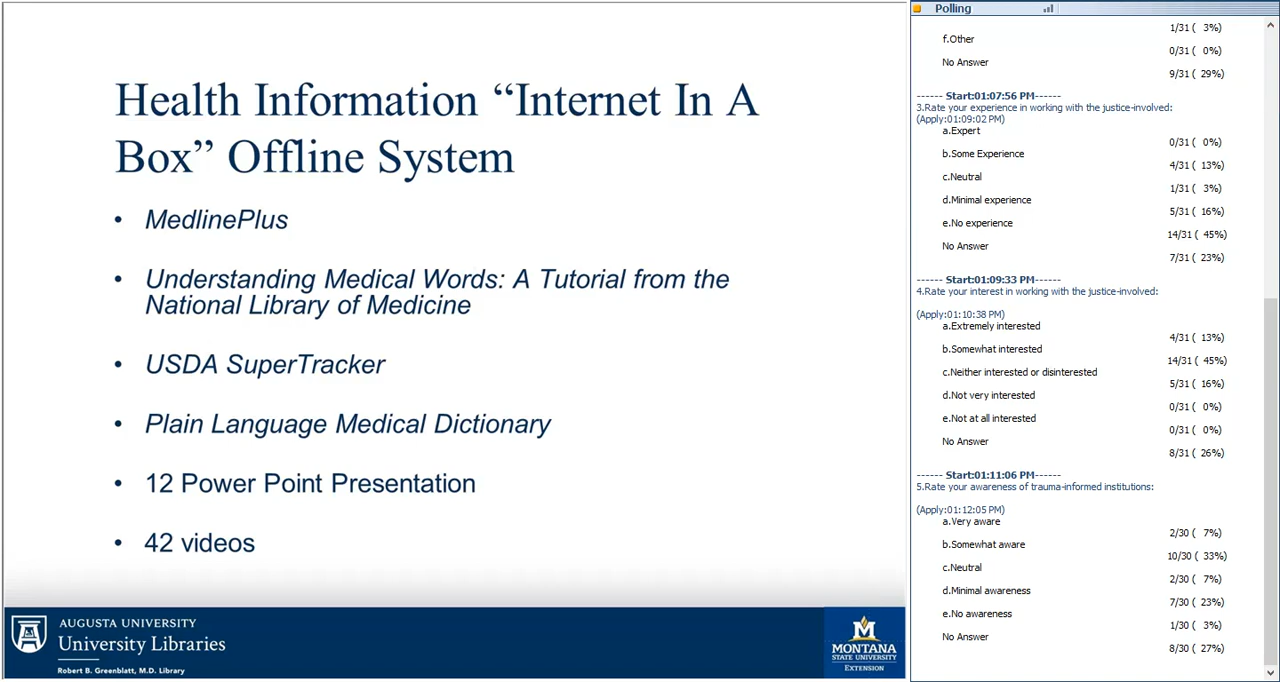 Health Information “Internet In A
Box” Offline System
• MedlinePlus
• Understanding Medical Words: A Tutorial from the
National Library of Medicine
• USDA SuperTracker
• Plain Language Medical Dictionary
• 12 Power Point Presentation
• 42 videos
AUGUSTA UNIVERSITY
University Libraries
Robert B. Greenblatt, M.D. Library
M
MONTANA
STATE UNIVERSITY
EXTENSION
Polling
1/31 ( 3%)
f.Other
0/31 ( 0%)
No Answer
9/31 ( 29%)
------ Start:01:07:56 PM------
3.Rate your experience in working with the justice-involved:
(Apply:01:09:02 PM)
a.Expert
0/31 ( 0%)
b.Some Experience
4/31 ( 13%)
c.Neutral
1/31 ( 3%)
d.Minimal experience
5/31 ( 16%)
e.No experience
14/31 ( 45%)
No Answer
7/31 ( 23%)
------ Start:01:09:33 PM------
4.Rate your interest in working with the justice-involved:
(Apply:01:10:38 PM)
a.Extremely interested
4/31 ( 13%)
b.Somewhat interested
14/31 ( 45%)
c.Neither interested or disinterested
5/31 ( 16%)
d.Not very interested
0/31 ( 0%)
e.Not at all interested
0/31 ( 0%)
No Answer
8/31 ( 26%)
------ Start:01:11:06 PM------
5.Rate your awareness of trauma-informed institutions:
(Apply:01:12:05 PM)
a.Very aware
2/30 ( 7%)
b.Somewhat aware
10/30 ( 33%)
c.Neutral
2/30 ( 7%)
d.Minimal awareness
7/30 ( 23%)
e.No awareness
1/30 ( 3%)
No Answer
8/30 ( 27%)